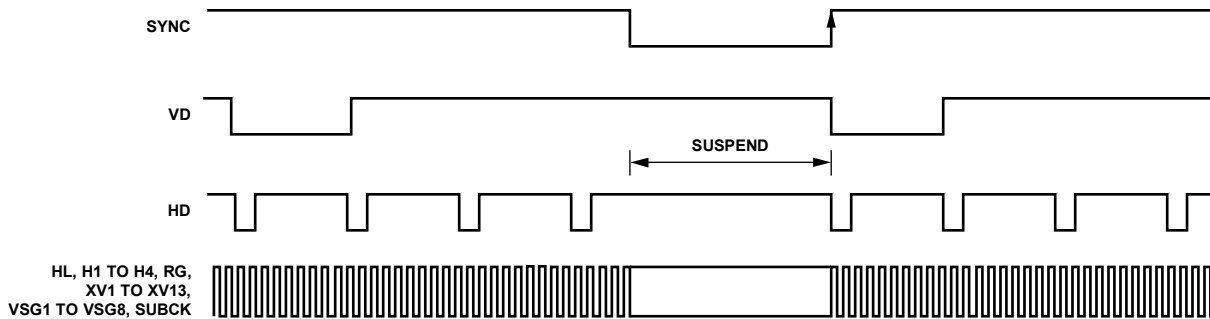 SYNC
VD
SUSPEND
HD
HL, H1 TO H4, RG,
XV1 TO XV13,
VSG1 TO VSG8, SUBCK